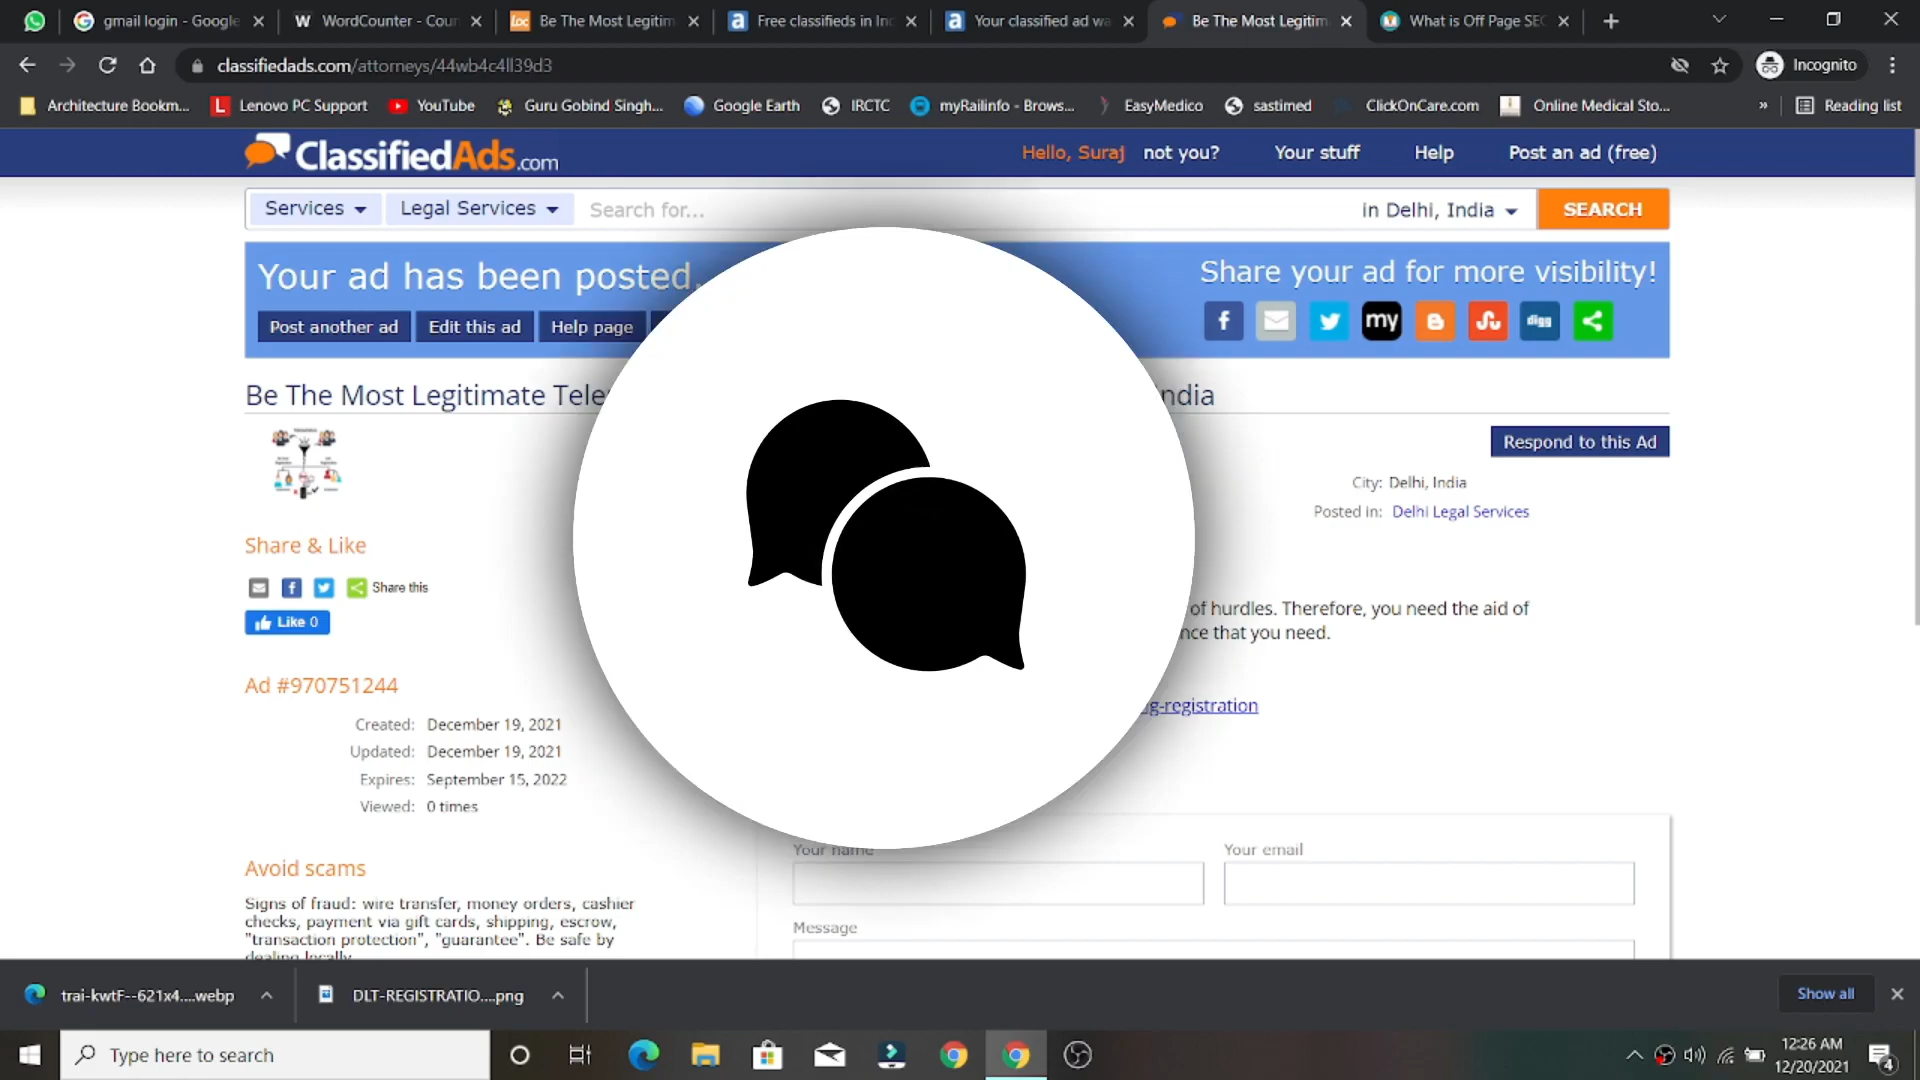 gmail login - Google
WordCounter - Coun
Be The Most Legitim
Free classifieds in Inc
Your classified ad wa
Be The Most Legitim
What is Off Page SEC
classifiedads.com/attorneys/44wb4c4ll39d3
Incognito
Architecture Bookm...
Lenovo PC Support
YouTube
Guru Gobind Singh...
Google Earth
IRCTC
myRailinfo - Brows...
EasyMedico
sastimed
ClickOnCare.com
Online Medical Sto...
»
Reading list
ClassifiedAds.com
Hello, Suraj
not you?
Your stuff
Help
Post an ad (free)
Services
Legal Services
Search for...
in Delhi, India
SEARCH
Your ad has been posted.
Share your ad for more visibility!
Post another ad
Edit this ad
Help page
my
digg
Be The Most Legitimate Tele
ndia
Respond to this Ad
City: Delhi, India
Posted in: Delhi Legal Services
Share & Like
Share this
Like 0
of hurdles. Therefore, you need the aid of
nce that you need.
Ad #970751244
g-registration
Created: December 19, 2021
Updated: December 19, 2021
Expires: September 15, 2022
Viewed: 0 times
Your name
Your email
Avoid scams
Signs of fraud: wire transfer, money orders, cashier
checks, payment via gift cards, shipping, escrow,
"transaction protection", "guarantee". Be safe by
dealing locally.
Message
trai-kwtF--621x4....webp
DLT-REGISTRATIO....png
Show all
Type here to search
12:26 AM
12/20/2021
4